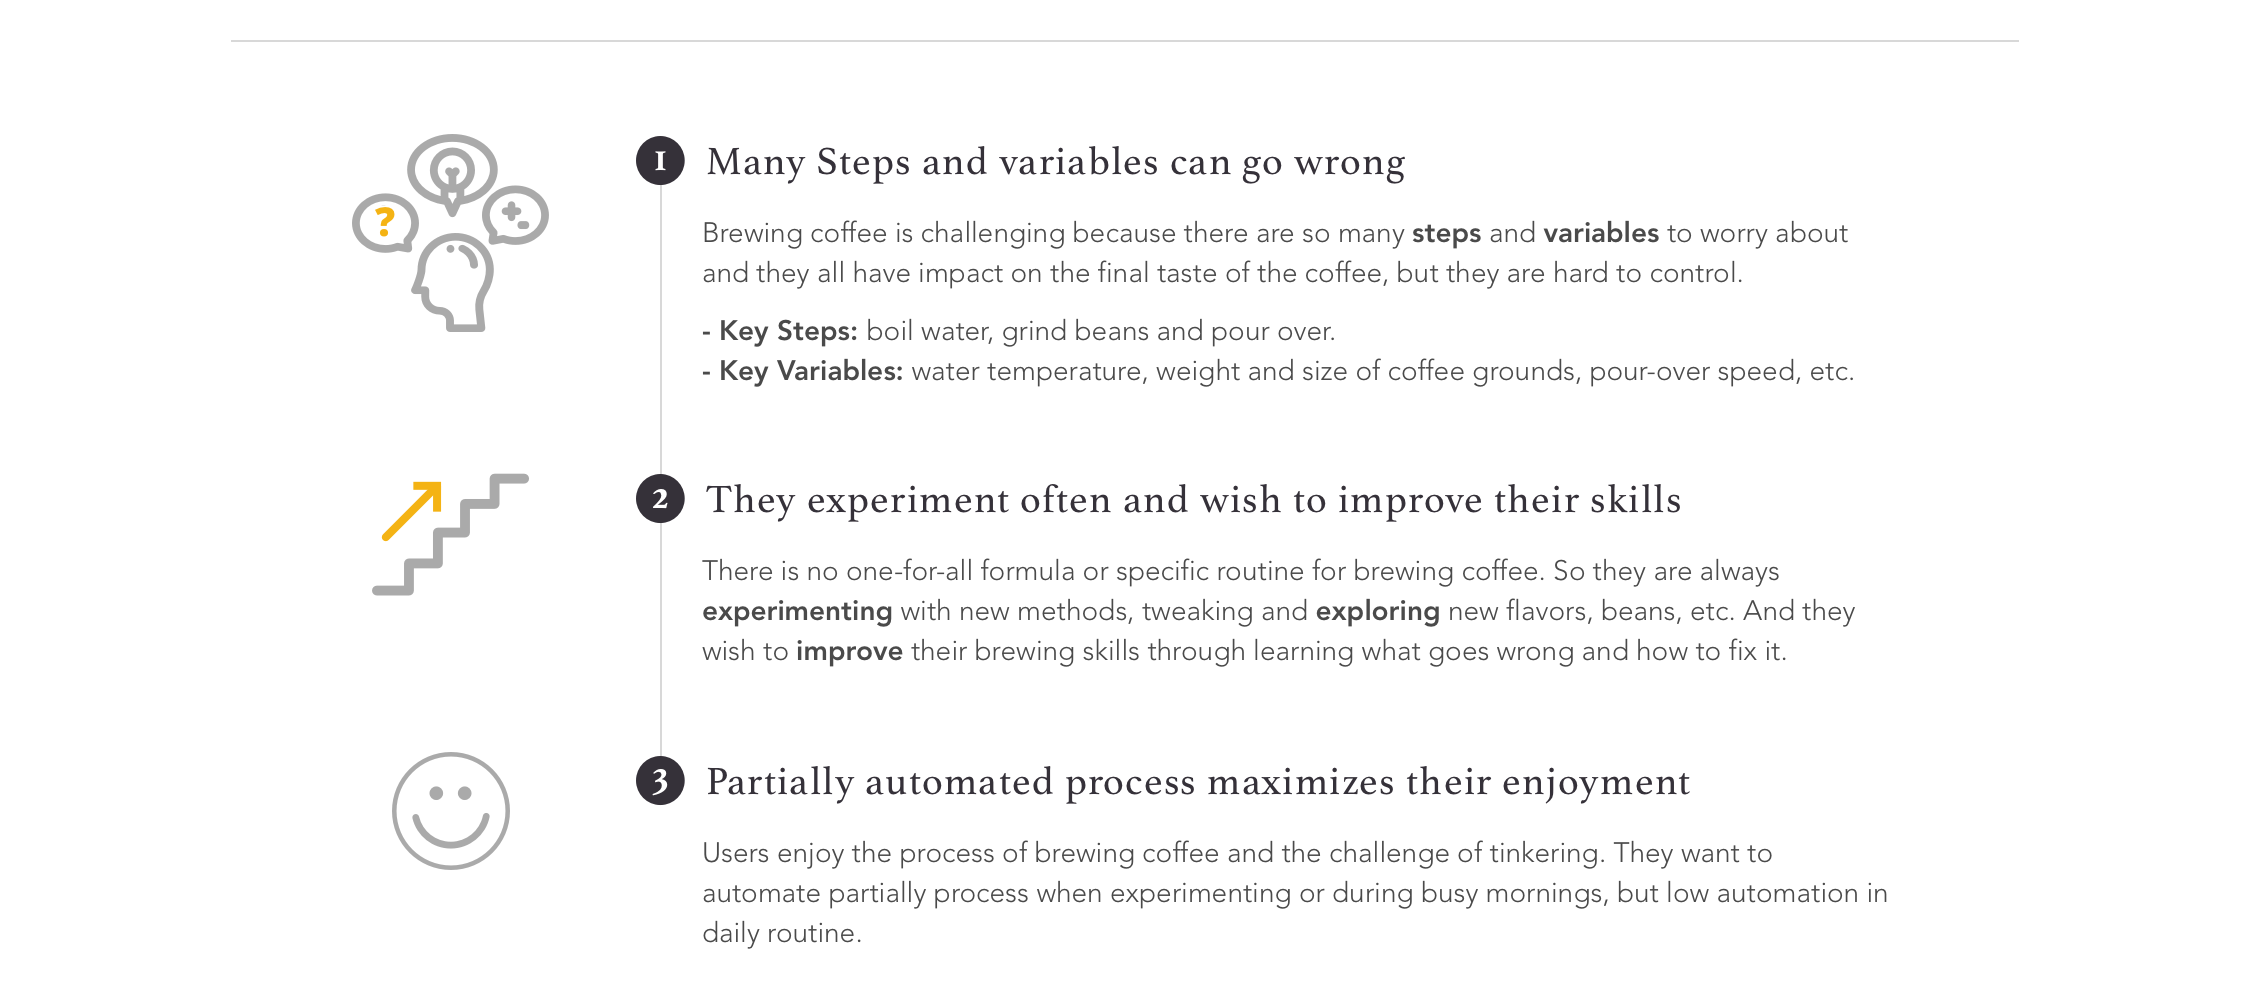 ?
1 Many Steps and variables can go wrong
Brewing coffee is challenging because there are so many steps and variables to worry about
and they all have impact on the final taste of the coffee, but they are hard to control.
- Key Steps: boil water, grind beans and pour over.
- Key Variables: water temperature, weight and size of coffee grounds, pour-over speed, etc.
2 They experiment often and wish to improve their skills
There is no one-for-all formula or specific routine for brewing coffee. So they are always
experimenting with new methods, tweaking and exploring new flavors, beans, etc. And they
wish to improve their brewing skills through learning what goes wrong and how to fix it.
3 Partially automated process maximizes their enjoyment
Users enjoy the process of brewing coffee and the challenge of tinkering. They want to
automate partially process when experimenting or during busy mornings, but low automation in
daily routine.